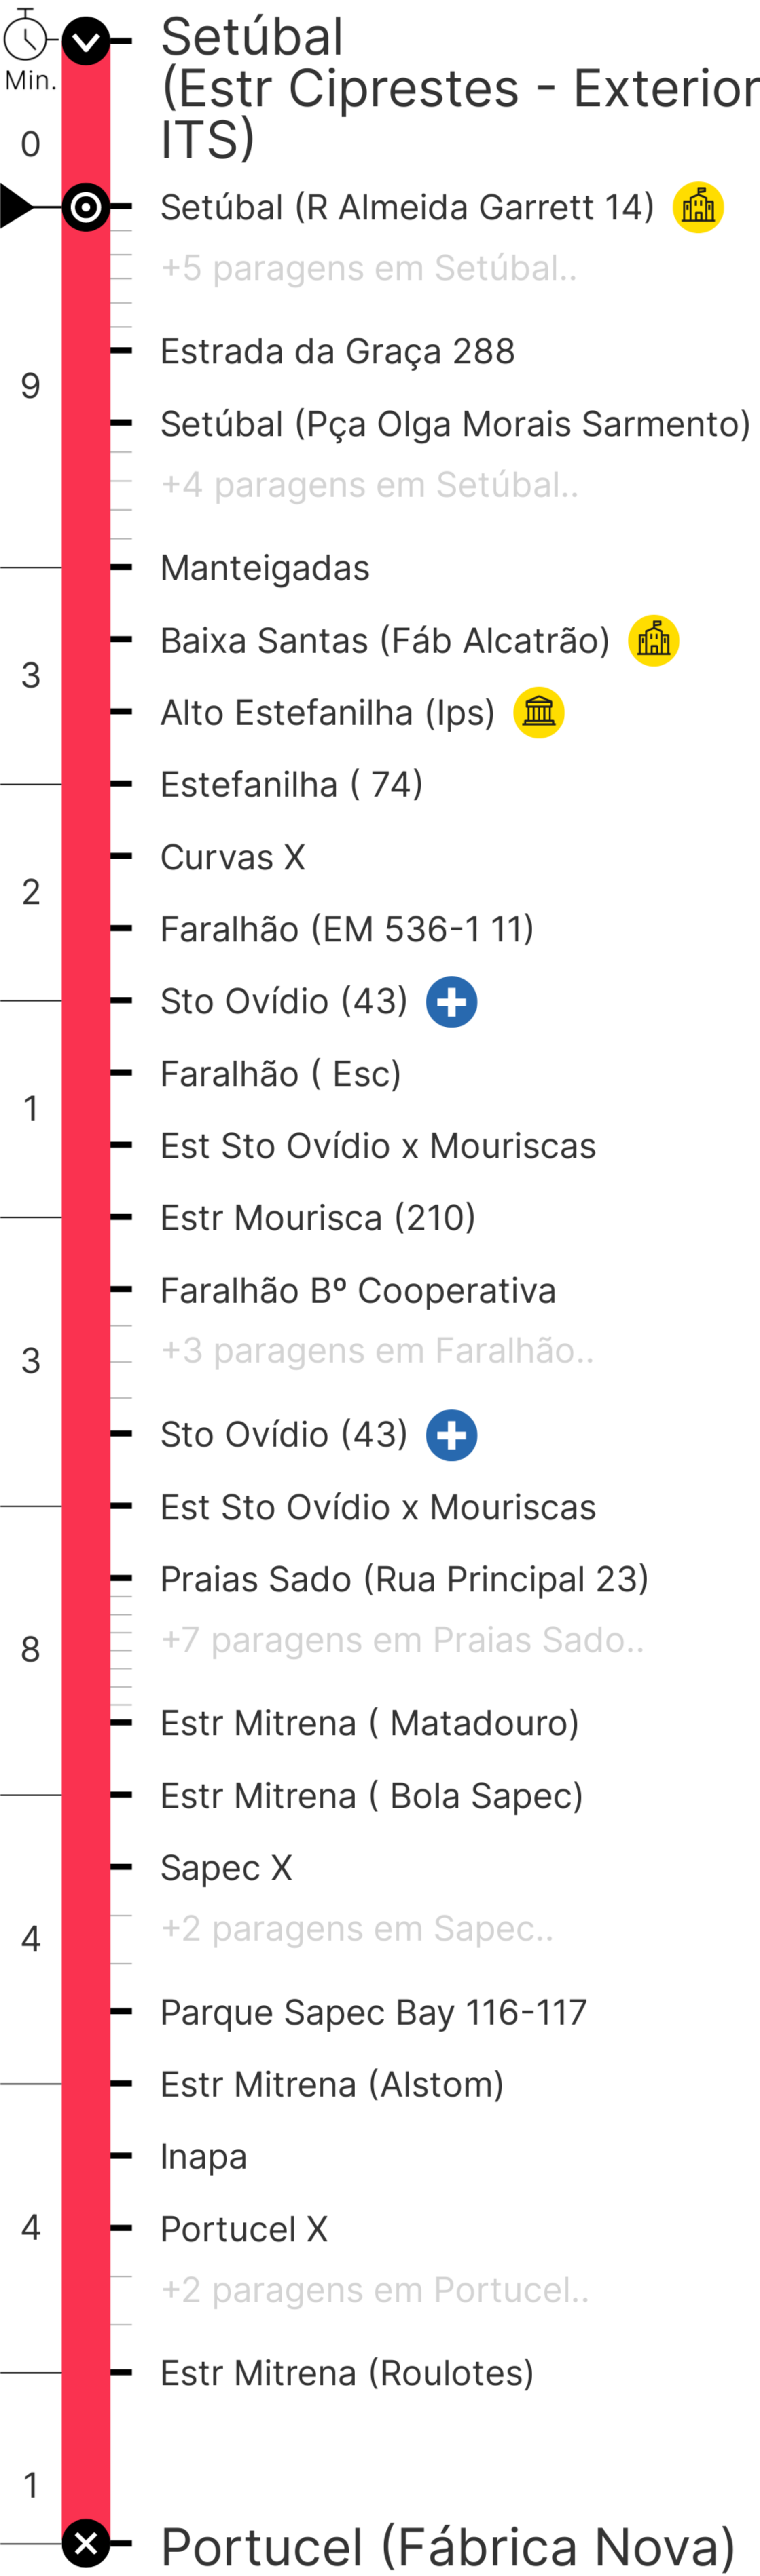 Setúbal
(Estr Ciprestes - Exterior
ITS)
Min.
0
Setúbal (R Almeida Garrett 14)
+5 paragens em Setúbal..
Estrada da Graça 288
9
Setúbal (Pça Olga Morais Sarmento)
+4 paragens em Setúbal..
Manteigadas
Baixa Santas (Fáb Alcatrão)
3
Alto Estefanilha (Ips)
Estefanilha ( 74)
Curvas X
2
Faralhão (EM 536-1 11)
Sto Ovídio (43)
Faralhão ( Esc)
1
Est Sto Ovídio x Mouriscas
Estr Mourisca (210)
Faralhão Bº Cooperativa
+3 paragens em Faralhão..
3
Sto Ovídio (43)
Est Sto Ovídio x Mouriscas
Praias Sado (Rua Principal 23)
+7 paragens em Praias Sado..
8
Estr Mitrena ( Matadouro)
Estr Mitrena ( Bola Sapec)
Sapec X
+2 paragens em Sapec..
4
Parque Sapec Bay 116-117
Estr Mitrena (Alstom)
Inapa
4
Portucel X
+2 paragens em Portucel..
Estr Mitrena (Roulotes)
1
Portucel (Fábrica Nova)